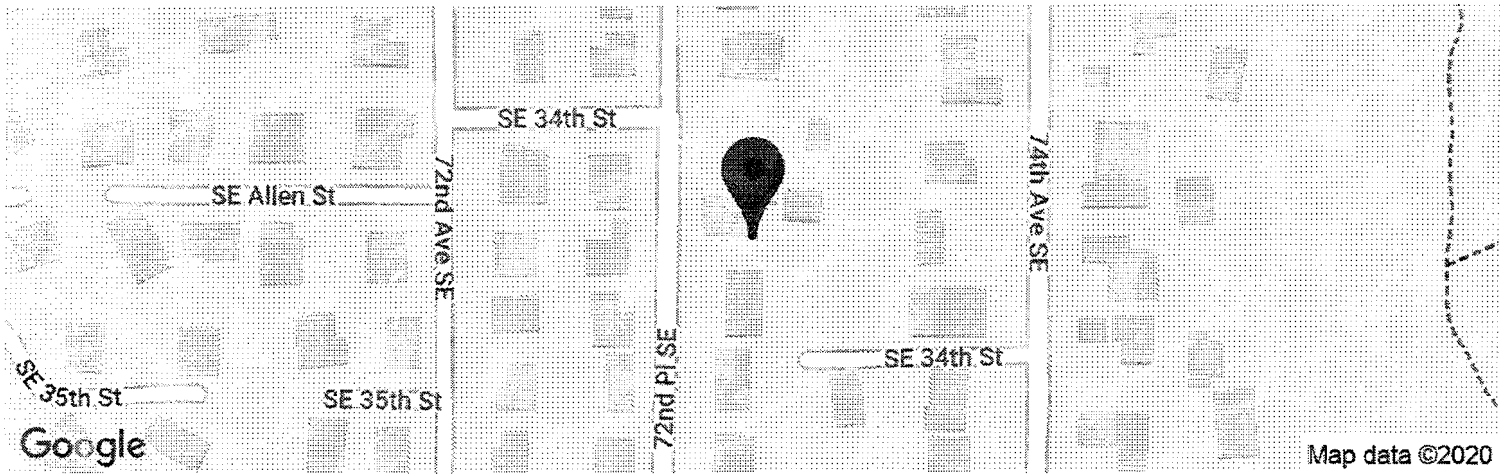 SE 34th St
74th Ave SE
SE Allen St
72nd Ave SE
72nd Pl SE
SE 34th St
SE 35th St
SE 35th St
Google
Map data ©2020